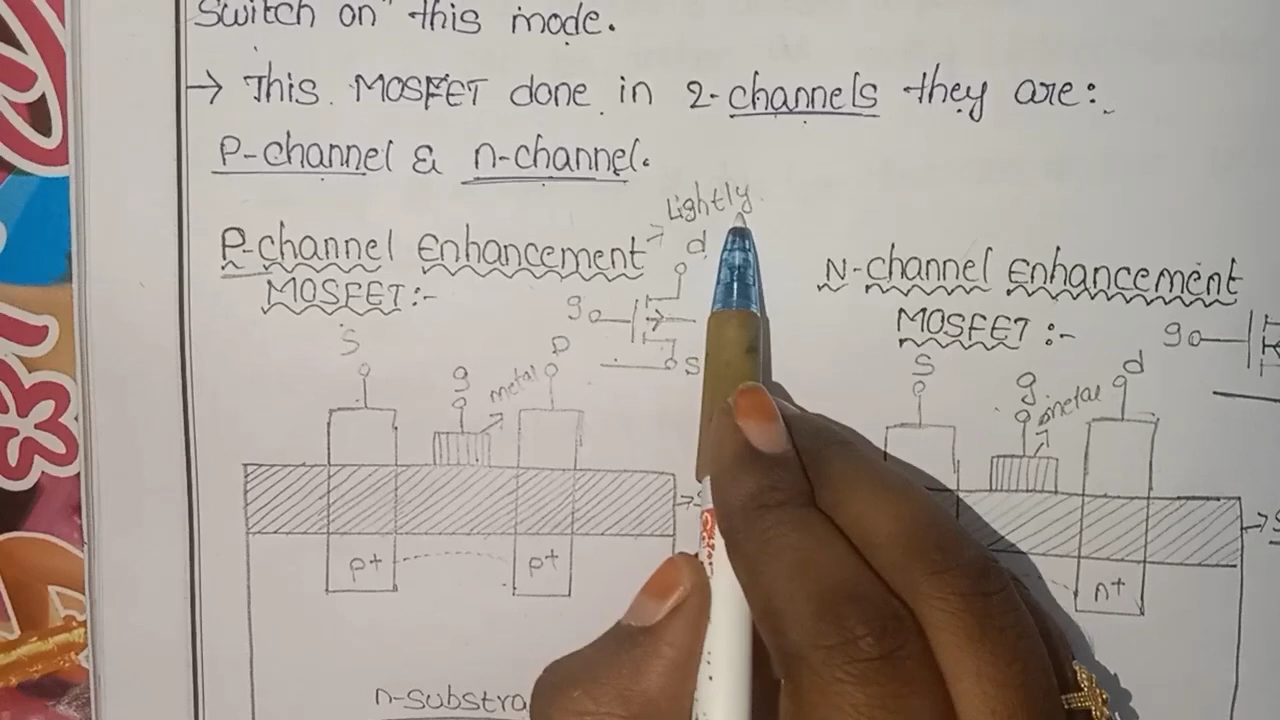 Switch on this mode.
→ This MOSFET done in 2-channels they are:
P-channel & n-channel.
Lightly
P-channel Enhancement
MOSFET:-
d
g
s
S
g
metal
D
p+
p+
n-substra
N-channel Enhancement
MOSFET:-
g
S
g
metal
d
n+